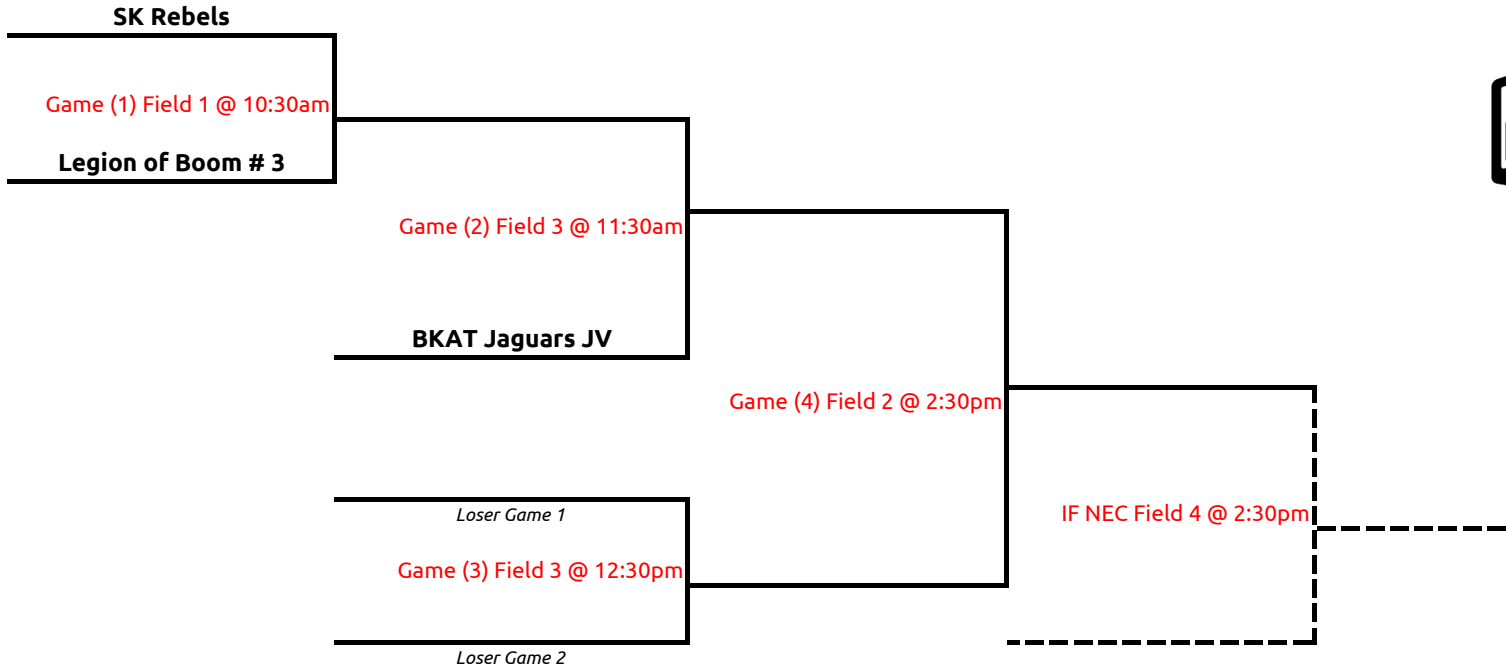 SK Rebels
Game (1) Field 1 @ 10:30am
Legion of Boom # 3
Game (2) Field 3 @ 11:30am
BKAT Jaguars JV
Game (4) Field 2 @ 2:30pm
Loser Game 1
IF NEC Field 4 @ 2:30pm
Game (3) Field 3 @ 12:30pm
Loser Game 2